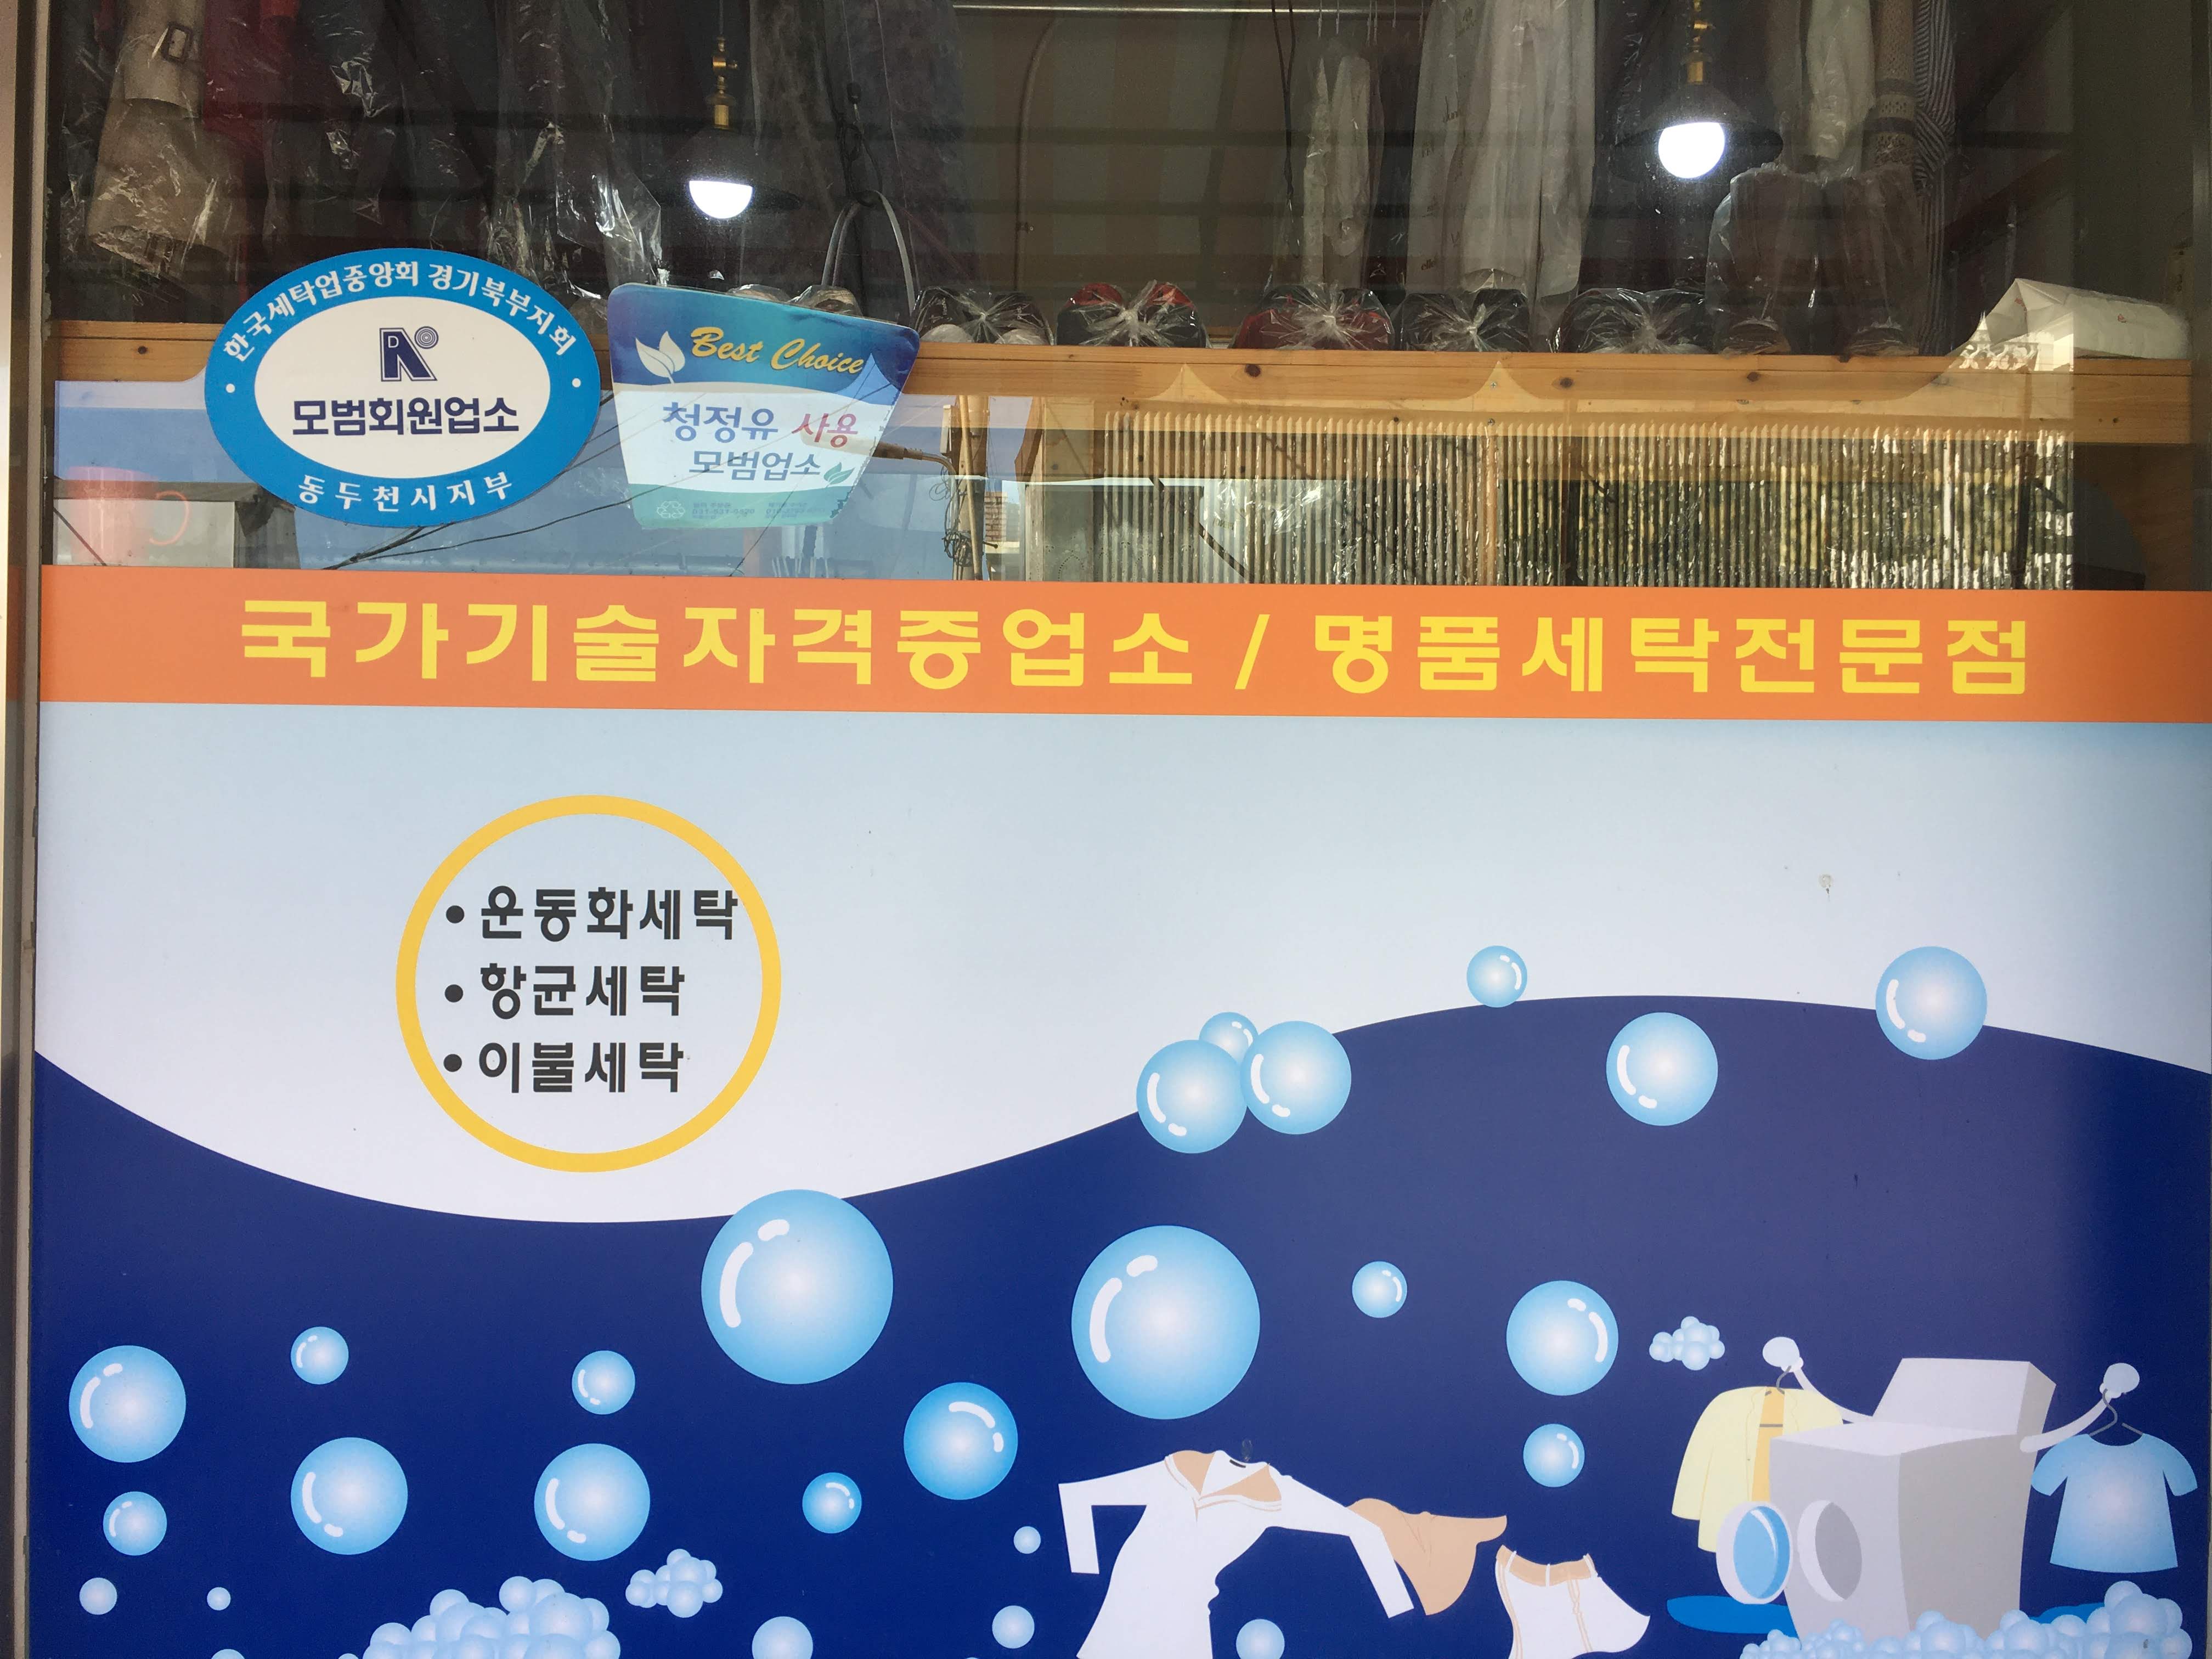 한국세탁업중앙회 경기북부지회
모범회원업소
동두천시지부
Best Choice
청정유 사용
모범업소
국가기술자격증업소 / 명품세탁전문점
• 운동화세탁
• 항균세탁
• 이불세탁